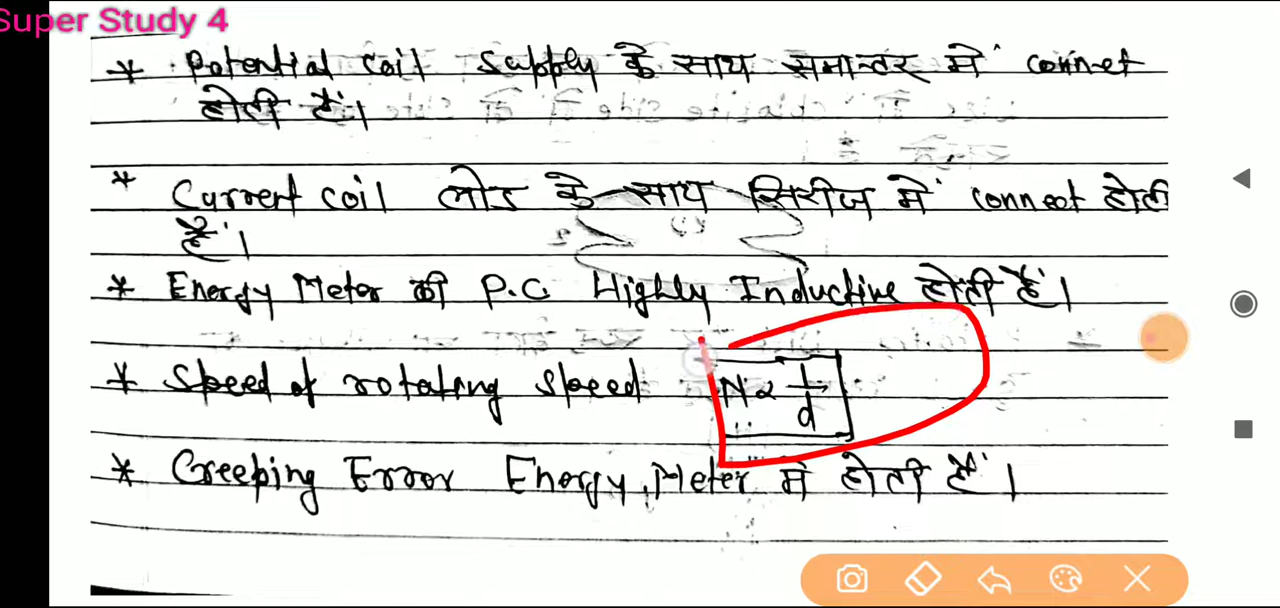 Super Study 4
* Potential coil Supply के साथ समान्तर में connet
होती हैं।
* Current coil लोड के साथ सिरीज में connect होती
हैं।
* Energy Meter की P.C Highly Inductive होती हैं।
* Speed of rotating speed N ∝ 1/d
* Creeping Error Energy Meter में होती हैं।